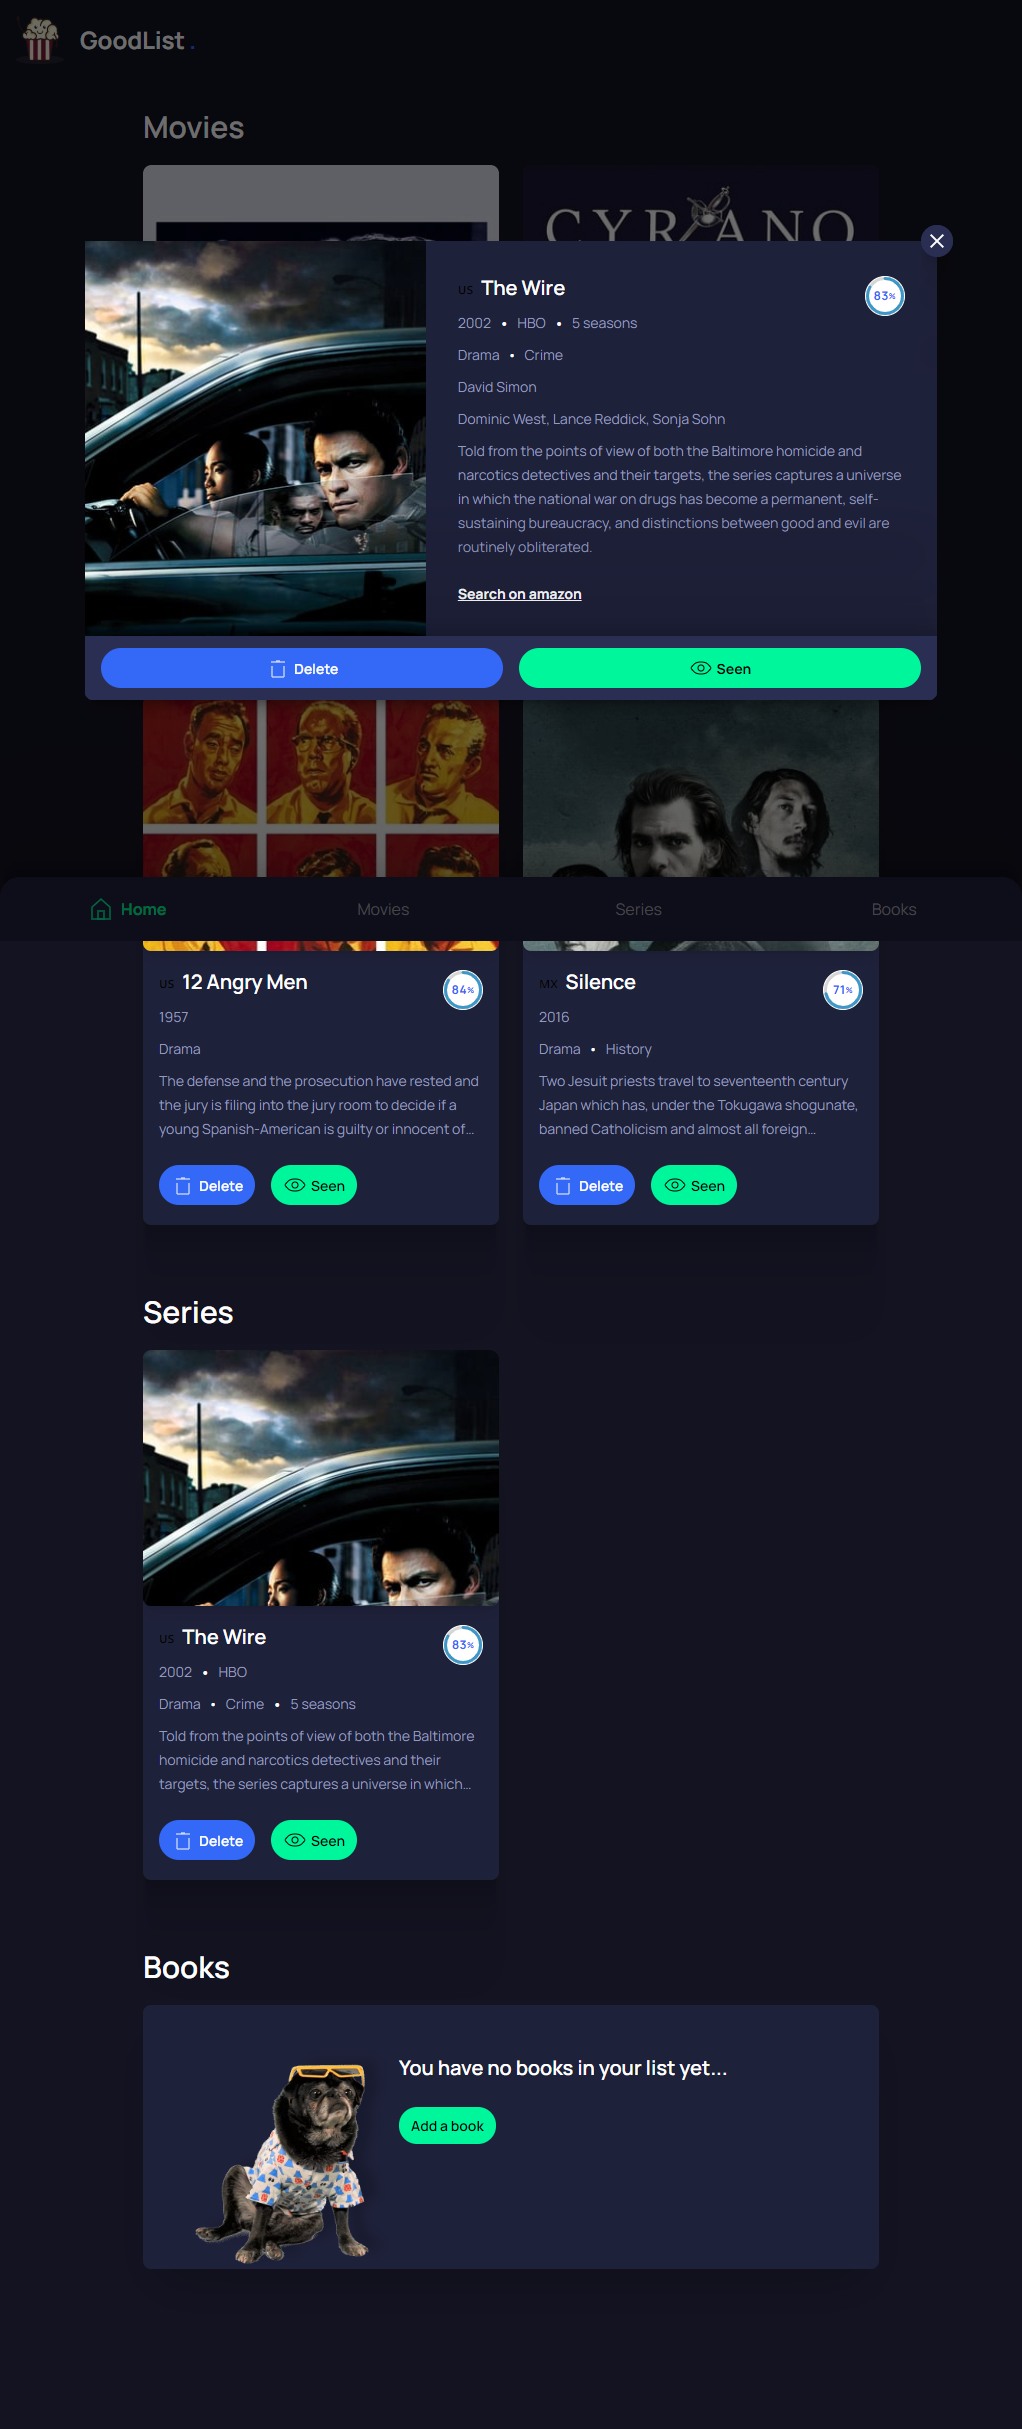 GoodList .
Movies
CYRANO
US The Wire
83%
2002 • HBO • 5 seasons
Drama • Crime
David Simon
Dominic West, Lance Reddick, Sonja Sohn
Told from the points of view of both the Baltimore homicide and
narcotics detectives and their targets, the series captures a universe
in which the national war on drugs has become a permanent, self-
sustaining bureaucracy, and distinctions between good and evil are
routinely obliterated.
Search on amazon
Delete
Seen
Home
Movies
Series
Books
US 12 Angry Men
84%
1957
Drama
The defense and the prosecution have rested and
the jury is filing into the jury room to decide if a
young Spanish-American is guilty or innocent of...
Delete
Seen
MX Silence
71%
2016
Drama • History
Two Jesuit priests travel to seventeenth century
Japan which has, under the Tokugawa shogunate,
banned Catholicism and almost all foreign...
Delete
Seen
Series
US The Wire
83%
2002 • HBO
Drama • Crime • 5 seasons
Told from the points of view of both the Baltimore
homicide and narcotics detectives and their
targets, the series captures a universe in which...
Delete
Seen
Books
You have no books in your list yet...
Add a book